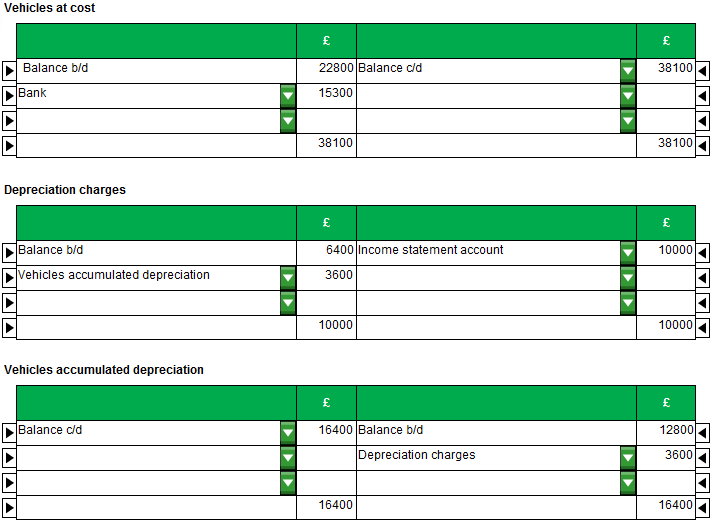 Vehicles at cost
£ £
Balance b/d 22800 Balance c/d 38100
Bank 15300
38100 38100
Depreciation charges
£ £
Balance b/d 6400 Income statement account 10000
Vehicles accumulated depreciation 3600
10000 10000
Vehicles accumulated depreciation
£ £
Balance c/d 16400 Balance b/d 12800
Depreciation charges 3600
16400 16400